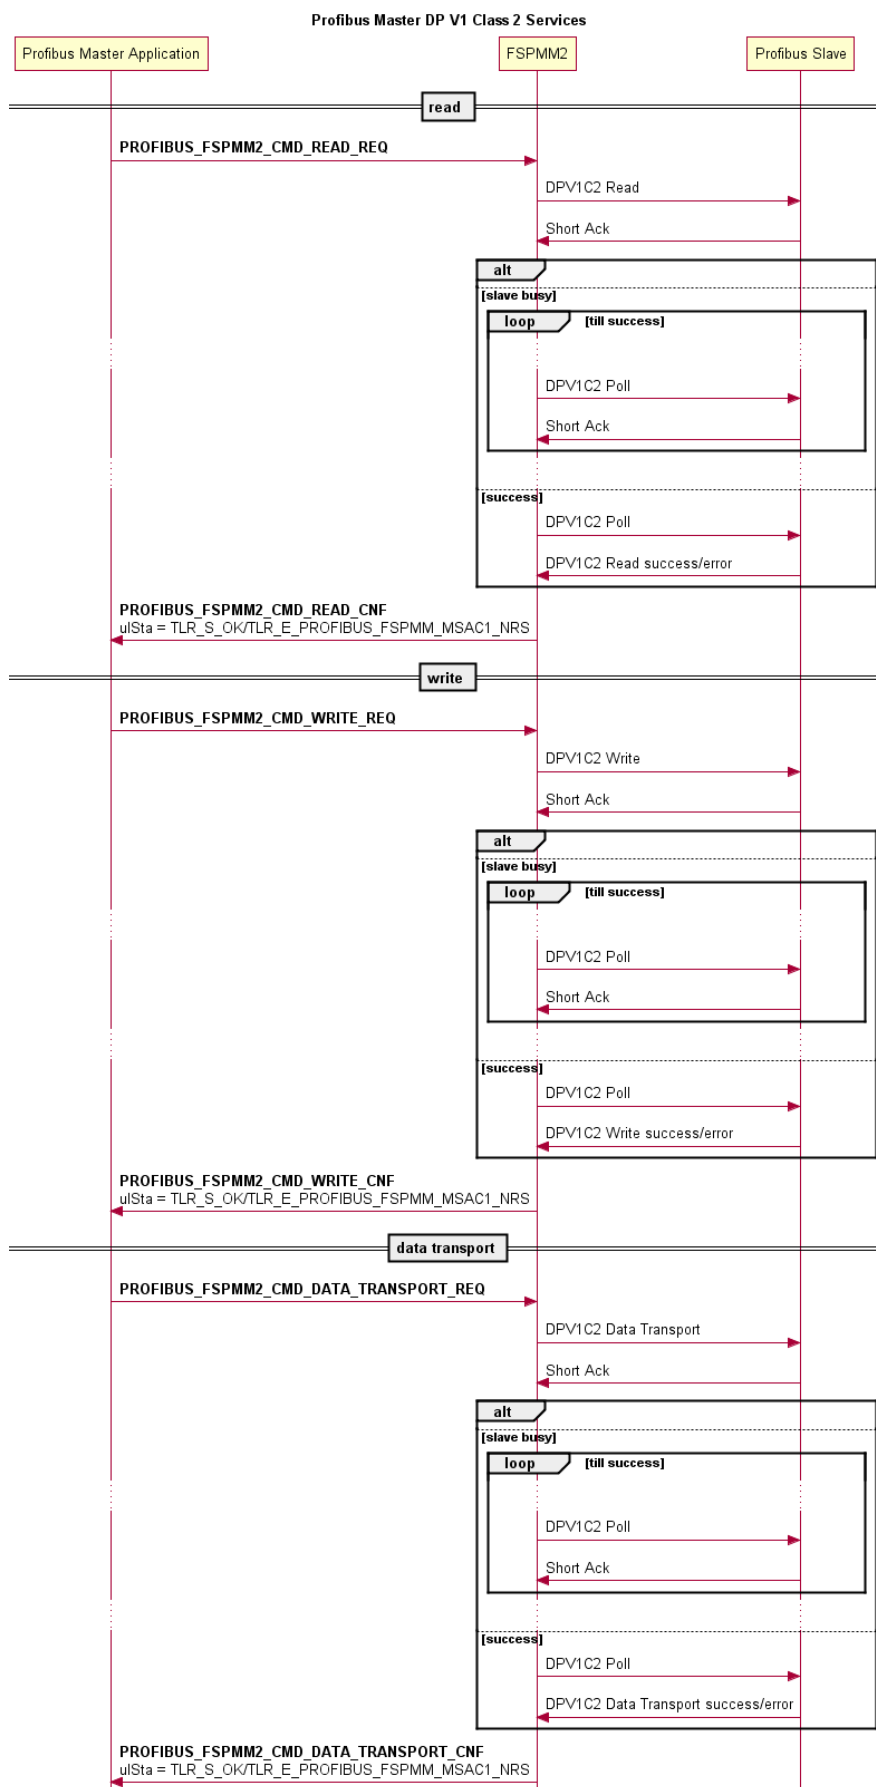 Profibus Master DP V1 Class 2 Services
Profibus Master Application
FSPMM2
Profibus Slave
read
PROFIBUS_FSPMM2_CMD_READ_REQ
DPV1C2 Read
Short Ack
alt
[slave busy]
loop [till success]
DPV1C2 Poll
Short Ack
[success]
DPV1C2 Poll
DPV1C2 Read success/error
PROFIBUS_FSPMM2_CMD_READ_CNF
ulSta = TLR_S_OK/TLR_E_PROFIBUS_FSPMM_MSAC1_NRS
write
PROFIBUS_FSPMM2_CMD_WRITE_REQ
DPV1C2 Write
Short Ack
alt
[slave busy]
loop [till success]
DPV1C2 Poll
Short Ack
[success]
DPV1C2 Poll
DPV1C2 Write success/error
PROFIBUS_FSPMM2_CMD_WRITE_CNF
ulSta = TLR_S_OK/TLR_E_PROFIBUS_FSPMM_MSAC1_NRS
data transport
PROFIBUS_FSPMM2_CMD_DATA_TRANSPORT_REQ
DPV1C2 Data Transport
Short Ack
alt
[slave busy]
loop [till success]
DPV1C2 Poll
Short Ack
[success]
DPV1C2 Poll
DPV1C2 Data Transport success/error
PROFIBUS_FSPMM2_CMD_DATA_TRANSPORT_CNF
ulSta = TLR_S_OK/TLR_E_PROFIBUS_FSPMM_MSAC1_NRS